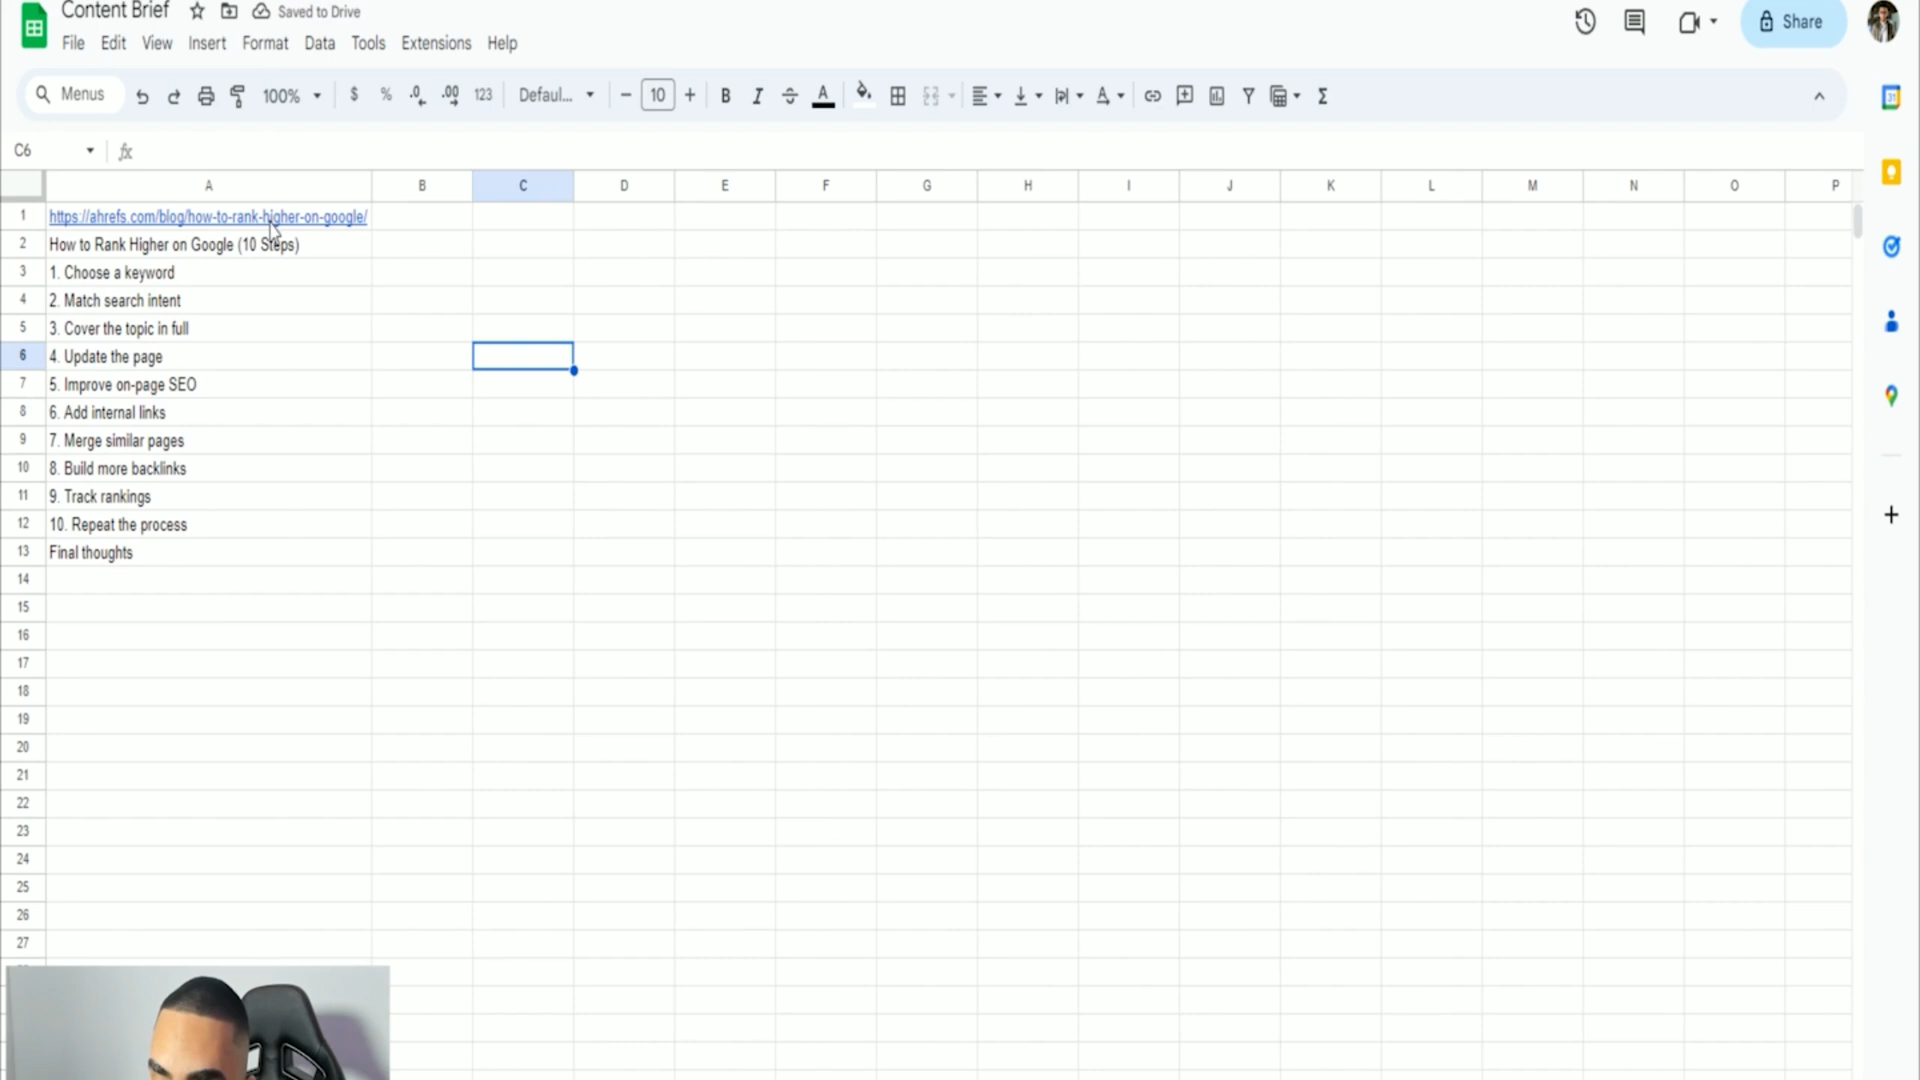 Content Brief
Saved to Drive
File Edit View Insert Format Data Tools Extensions Help
Share
Menus 100% $ % .0 .00 123 Defaul... − 10 + B I A Σ
31
C6 fx
A B C D E F G H I J K L M N O P
1 https://ahrefs.com/blog/how-to-rank-higher-on-google/
2 How to Rank Higher on Google (10 Steps)
3 1. Choose a keyword
4 2. Match search intent
5 3. Cover the topic in full
6 4. Update the page
7 5. Improve on-page SEO
8 6. Add internal links
9 7. Merge similar pages
10 8. Build more backlinks
11 9. Track rankings
12 10. Repeat the process
13 Final thoughts
14
15
16
17
18
19
20
21
22
23
24
25
26
27